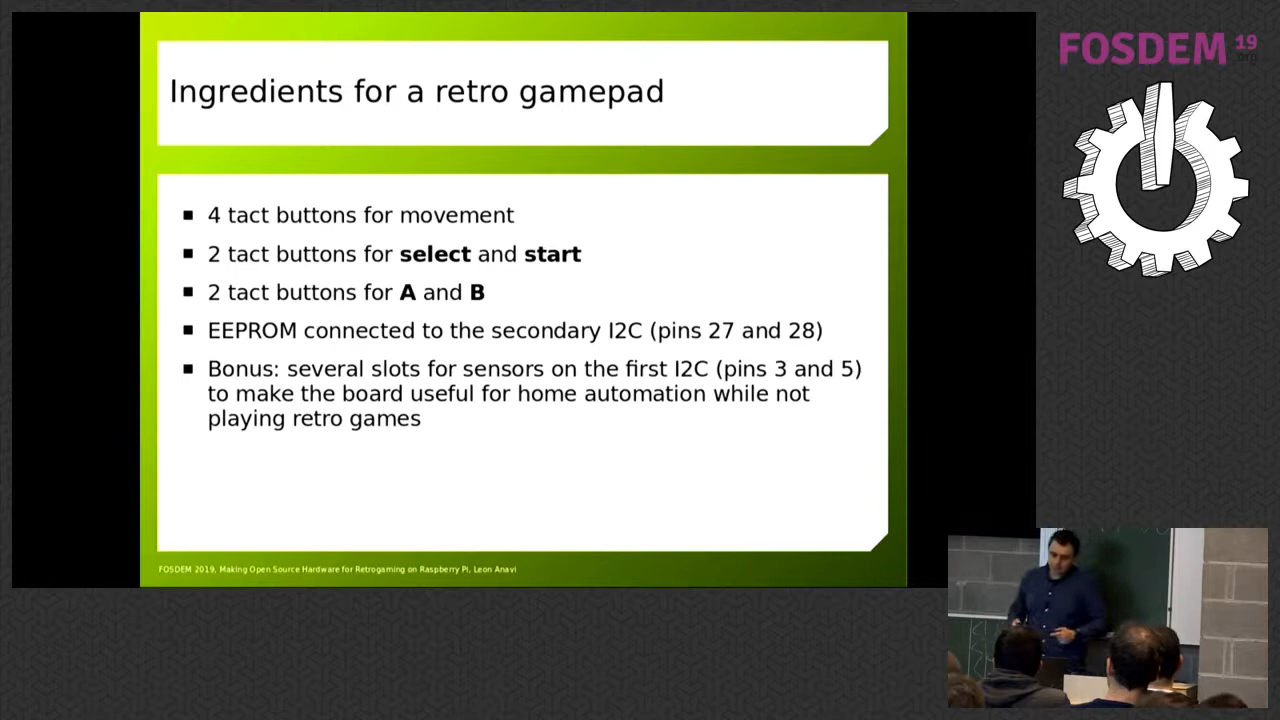 FOSDEM 19
.org
Ingredients for a retro gamepad
4 tact buttons for movement
2 tact buttons for select and start
2 tact buttons for A and B
EEPROM connected to the secondary I2C (pins 27 and 28)
Bonus: several slots for sensors on the first I2C (pins 3 and 5)
to make the board useful for home automation while not
playing retro games
FOSDEM 2019, Making Open Source Hardware for Retrogaming on Raspberry Pi, Leon Anavi